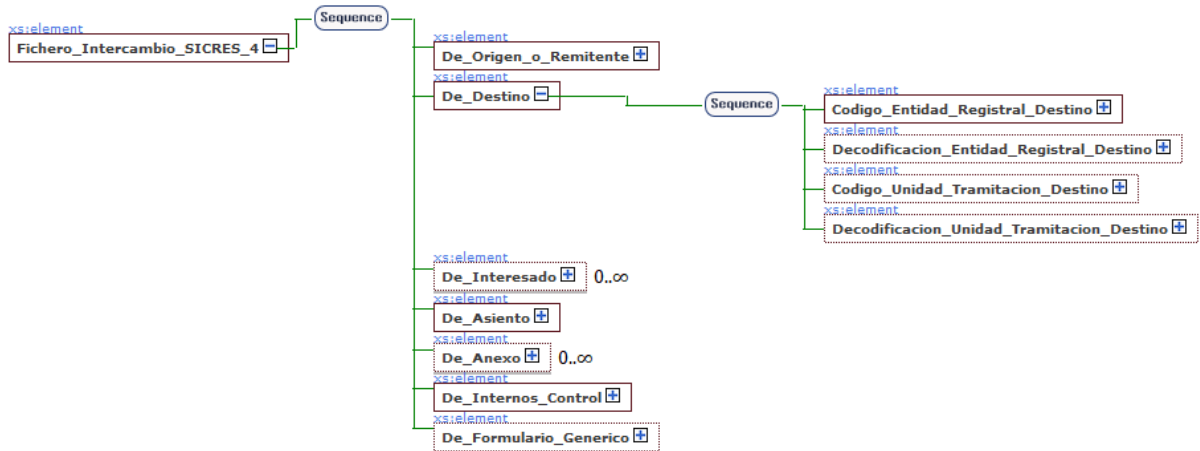 Sequence
xs:element
Fichero_Intercambio_SICRES_4
xs:element
De_Origen_o_Remitente
xs:element
De_Destino
Sequence
xs:element
Codigo_Entidad_Registral_Destino
xs:element
Decodificacion_Entidad_Registral_Destino
xs:element
Codigo_Unidad_Tramitacion_Destino
xs:element
Decodificacion_Unidad_Tramitacion_Destino
xs:element
De_Interesado 0..∞
xs:element
De_Asiento
xs:element
De_Anexo 0..∞
xs:element
De_Internos_Control
xs:element
De_Formulario_Generico